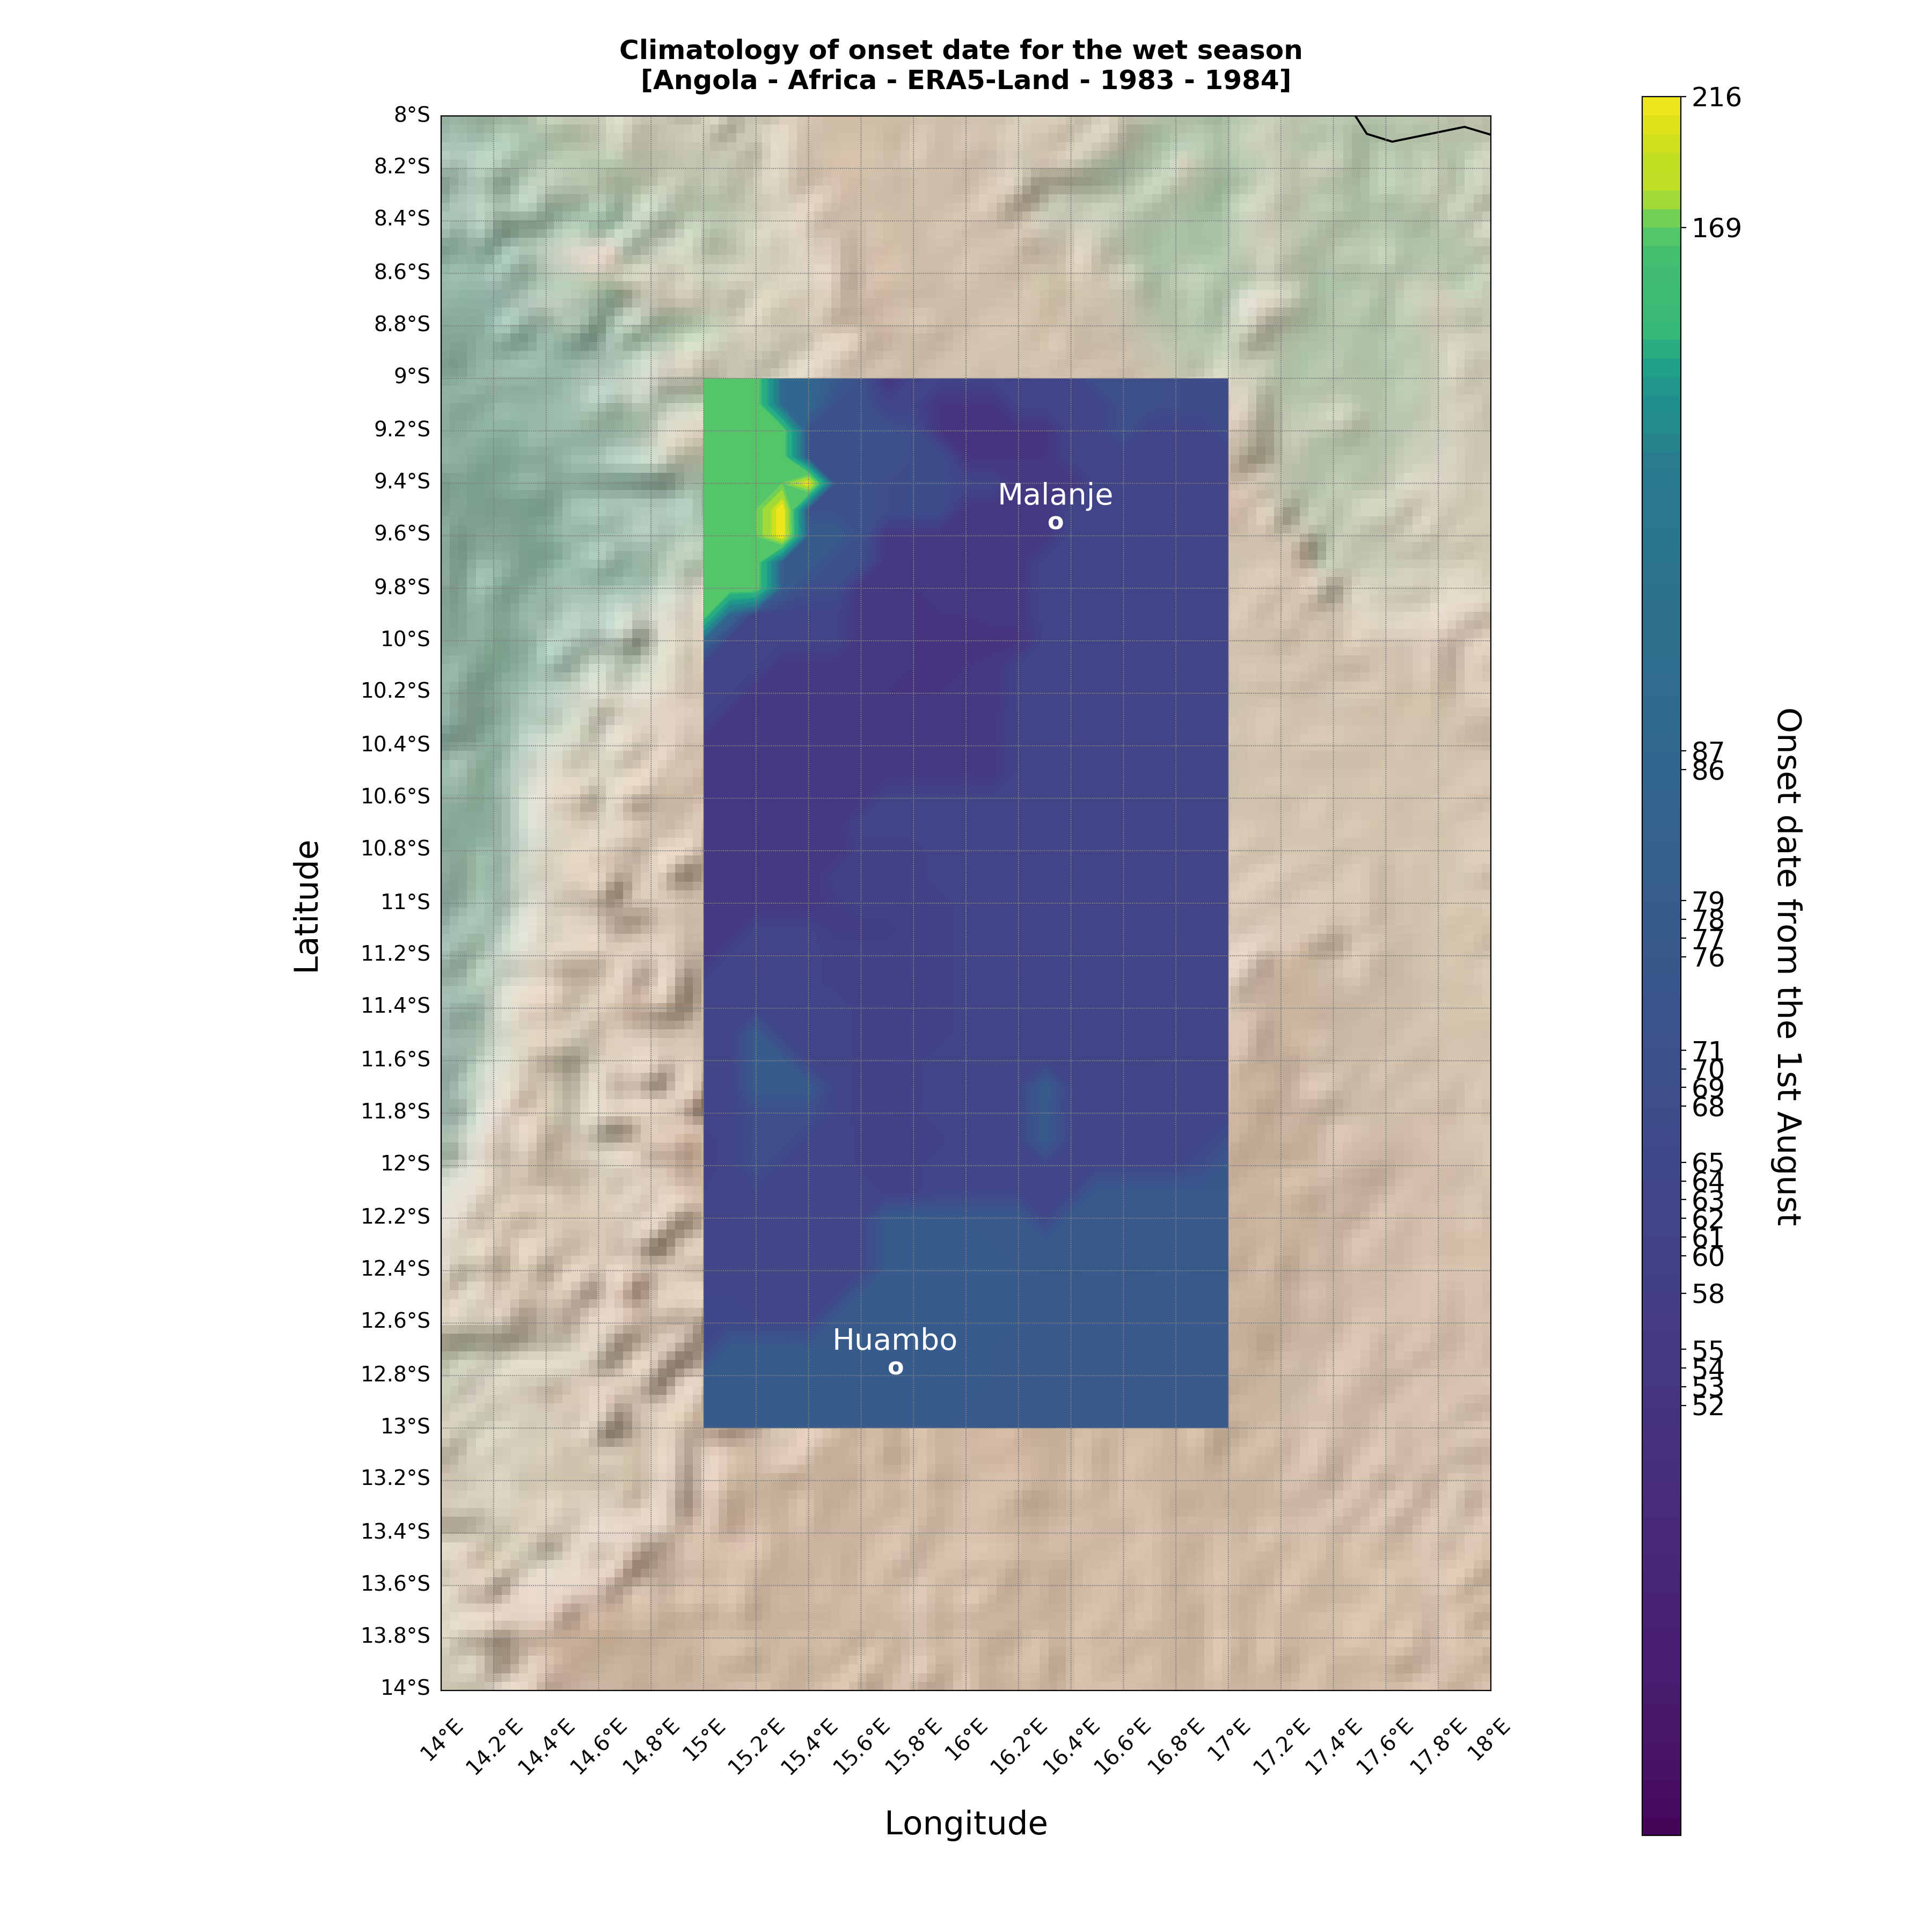 Climatology of onset date for the wet season
[Angola - Africa - ERA5-Land - 1983 - 1984]
8°S
8.2°S
8.4°S
8.6°S
8.8°S
9°S
9.2°S
9.4°S
9.6°S
9.8°S
10°S
10.2°S
10.4°S
10.6°S
10.8°S
11°S
11.2°S
11.4°S
11.6°S
11.8°S
12°S
12.2°S
12.4°S
12.6°S
12.8°S
13°S
13.2°S
13.4°S
13.6°S
13.8°S
14°S
Latitude
Malanje
Huambo
14°E
14.2°E
14.4°E
14.6°E
14.8°E
15°E
15.2°E
15.4°E
15.6°E
15.8°E
16°E
16.2°E
16.4°E
16.6°E
16.8°E
17°E
17.2°E
17.4°E
17.6°E
17.8°E
18°E
Longitude
216
169
87
86
79
78
77
76
71
70
69
68
65
64
63
62
61
60
58
55
54
53
52
Onset date from the 1st August